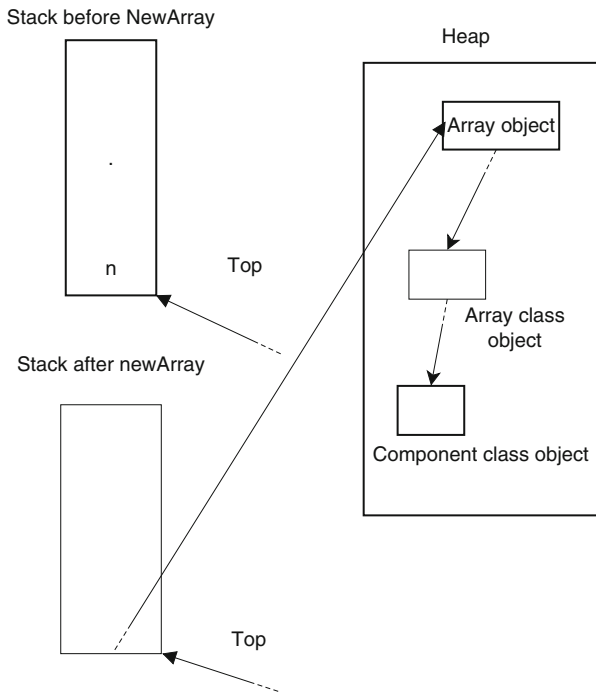 Stack before NewArray
Heap
Array object
.
n
Top
Array class
object
Stack after newArray
Component class object
Top